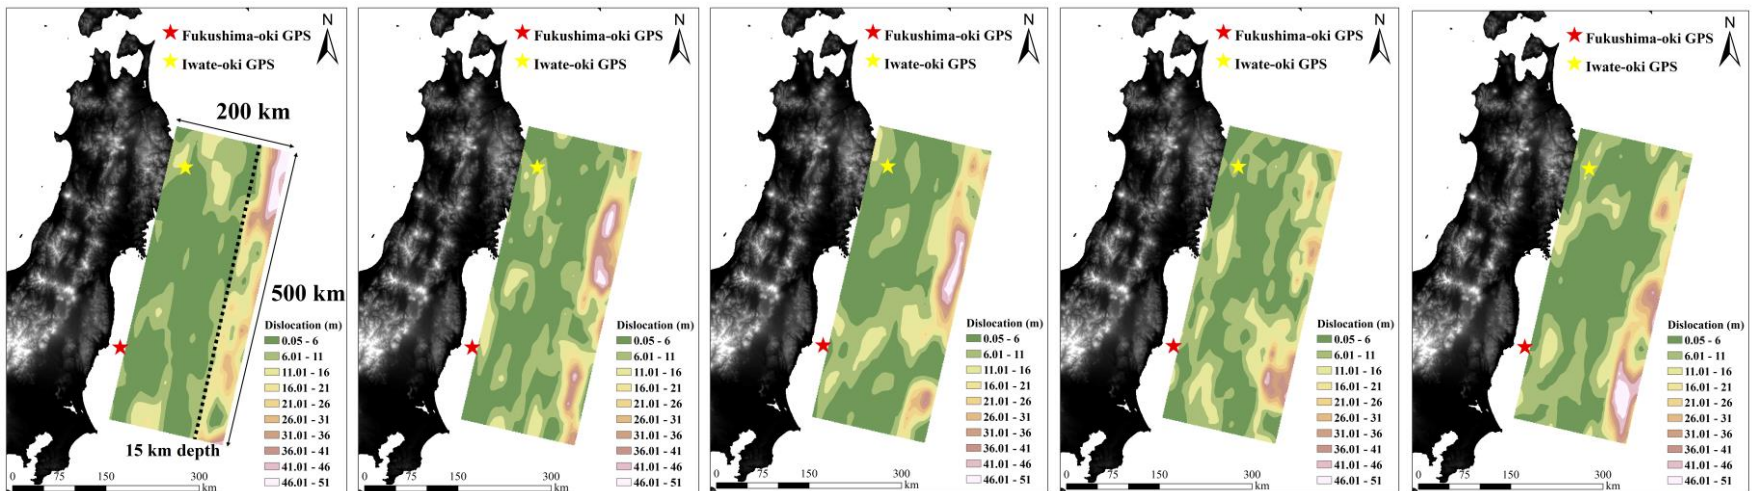 N
Fukushima-oki GPS
Iwate-oki GPS
200 km
500 km
Dislocation (m)
0.05 - 6
6.01 - 11
11.01 - 16
16.01 - 21
21.01 - 26
26.01 - 31
31.01 - 36
36.01 - 41
41.01 - 46
46.01 - 51
15 km depth
0 75 150 300
km
N
Fukushima-oki GPS
Iwate-oki GPS
Dislocation (m)
0.05 - 6
6.01 - 11
11.01 - 16
16.01 - 21
21.01 - 26
26.01 - 31
31.01 - 36
36.01 - 41
41.01 - 46
46.01 - 51
0 75 150 300
km
N
Fukushima-oki GPS
Iwate-oki GPS
Dislocation (m)
0.05 - 6
6.01 - 11
11.01 - 16
16.01 - 21
21.01 - 26
26.01 - 31
31.01 - 36
36.01 - 41
41.01 - 46
46.01 - 51
0 75 150 300
km
N
Fukushima-oki GPS
Iwate-oki GPS
Dislocation (m)
0.05 - 6
6.01 - 11
11.01 - 16
16.01 - 21
21.01 - 26
26.01 - 31
31.01 - 36
36.01 - 41
41.01 - 46
46.01 - 51
0 75 150 300
km
N
Fukushima-oki GPS
Iwate-oki GPS
Dislocation (m)
0.05 - 6
6.01 - 11
11.01 - 16
16.01 - 21
21.01 - 26
26.01 - 31
31.01 - 36
36.01 - 41
41.01 - 46
46.01 - 51
0 75 150 300
km